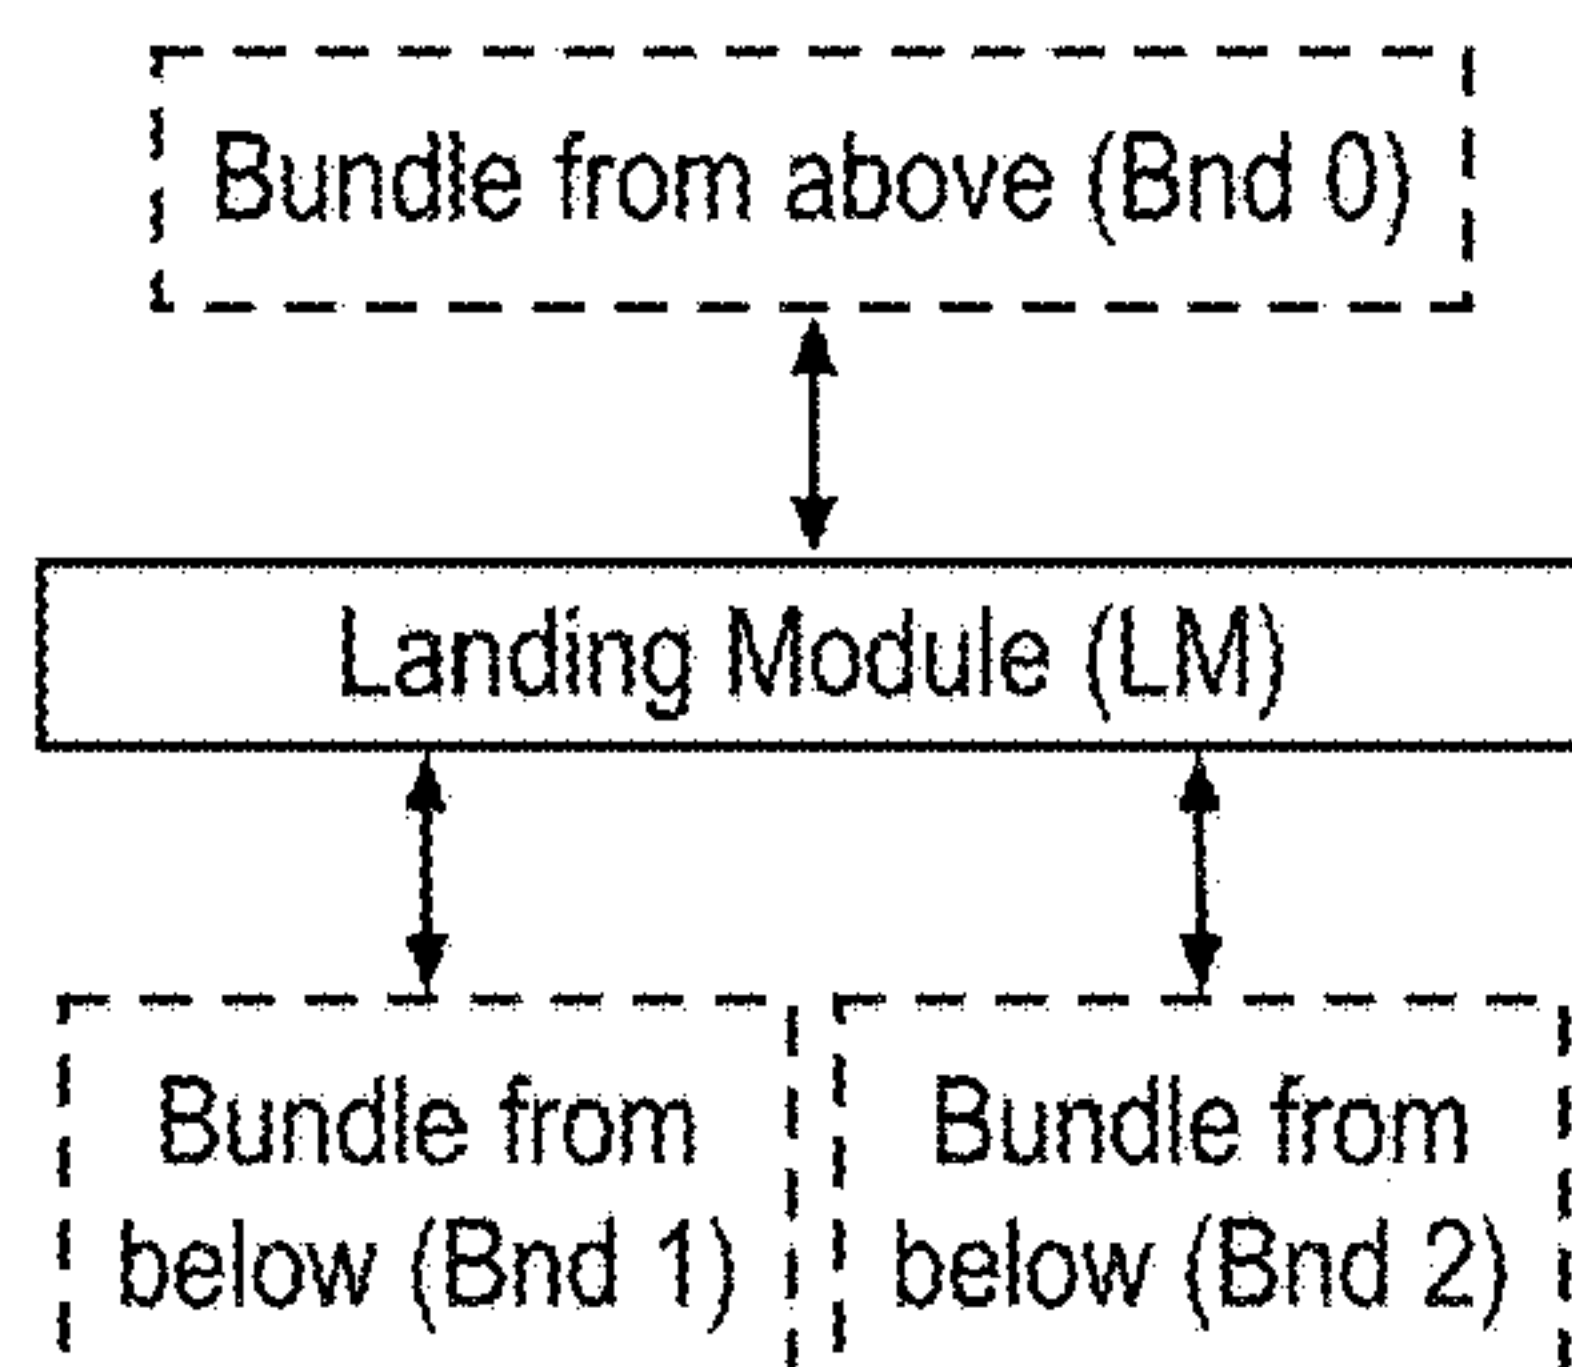 Bundle from above (Bnd 0)
Landing Module (LM)
Bundle from
below (Bnd 1)
Bundle from
below (Bnd 2)